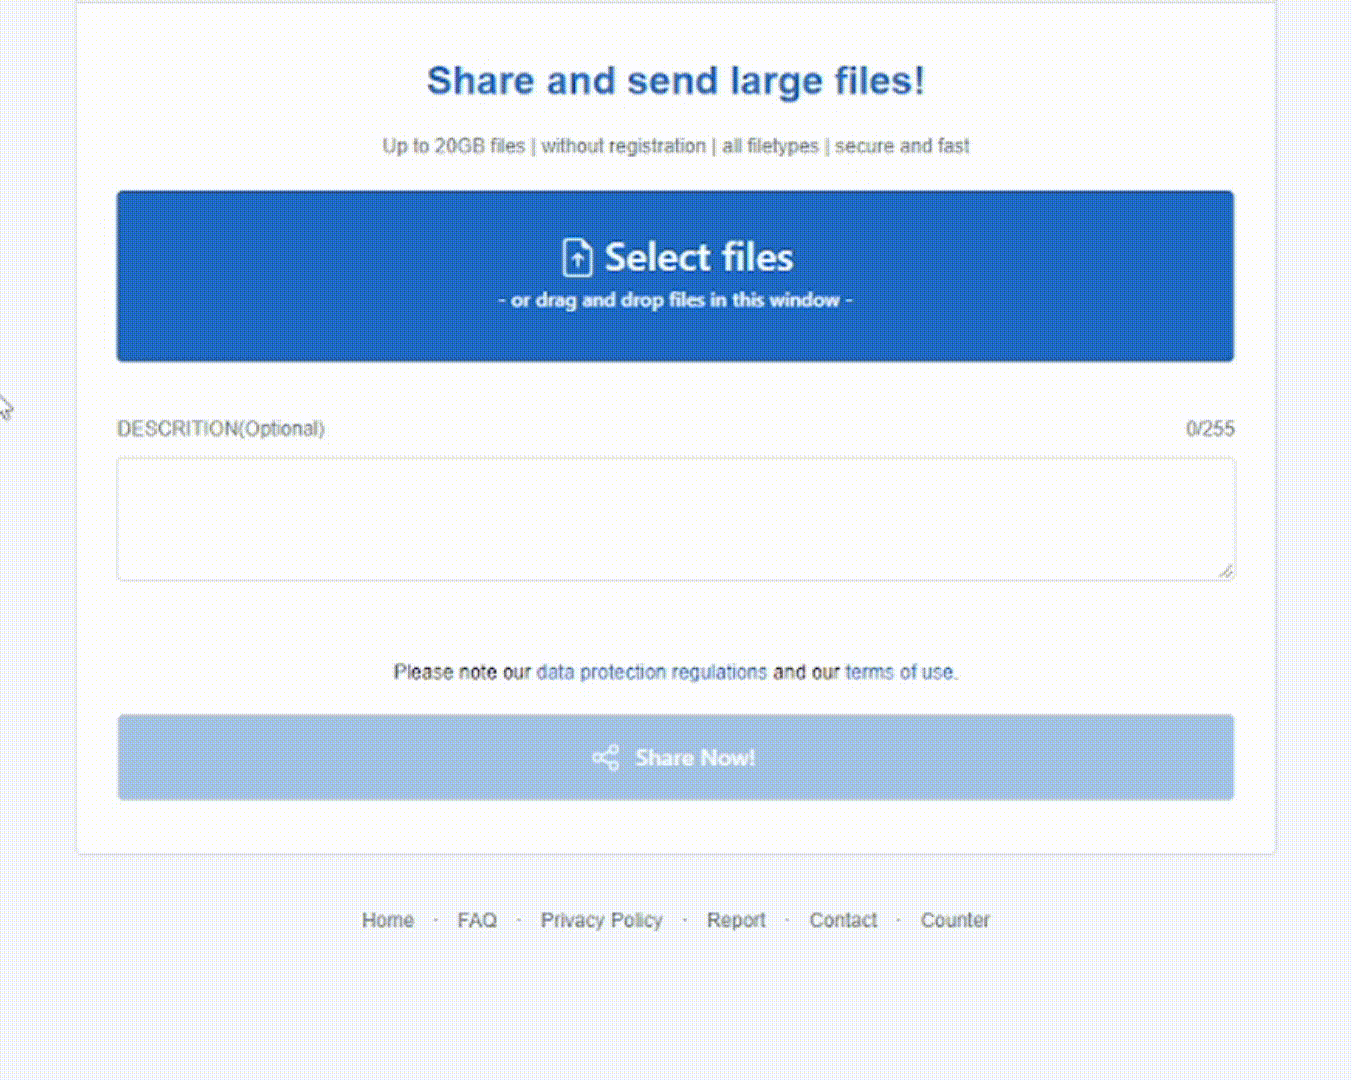 Share and send large files!
Up to 20GB files | without registration | all filetypes | secure and fast
Select files
- or drag and drop files in this window -
DESCRITION(Optional)
0/255
Please note our data protection regulations and our terms of use.
Share Now!
Home · FAQ · Privacy Policy · Report · Contact · Counter